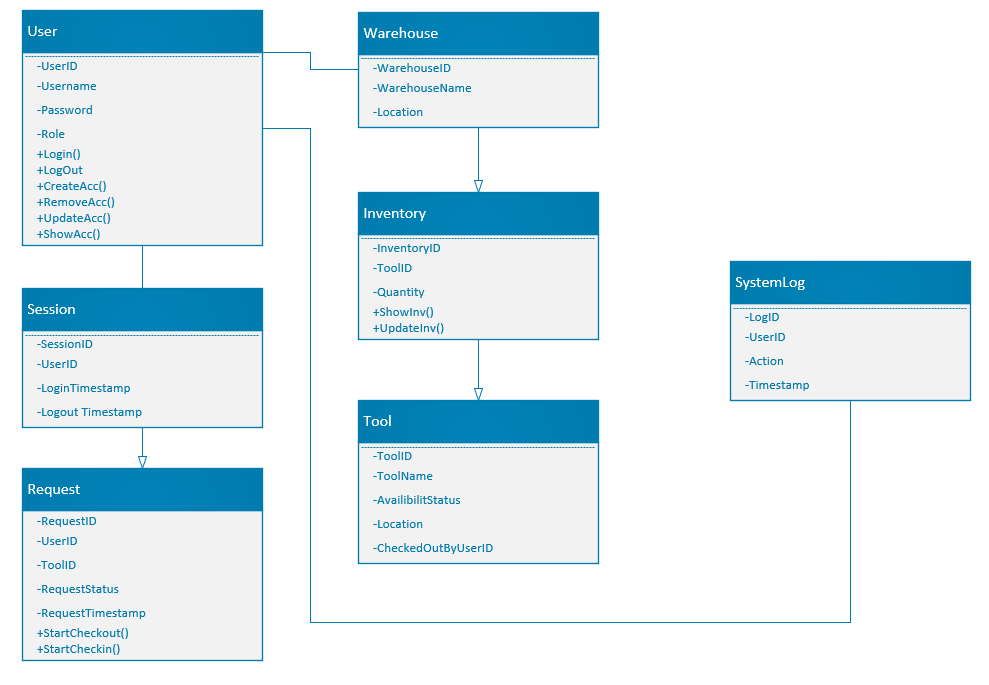 User
-UserID
-Username
-Password
-Role
+Login()
+LogOut
+CreateAcc()
+RemoveAcc()
+UpdateAcc()
+ShowAcc()
Warehouse
-WarehouseID
-WarehouseName
-Location
Session
-SessionID
-UserID
-LoginTimestamp
-Logout Timestamp
Inventory
-InventoryID
-ToolID
-Quantity
+ShowInv()
+UpdateInv()
SystemLog
-LogID
-UserID
-Action
-Timestamp
Request
-RequestID
-UserID
-ToolID
-RequestStatus
-RequestTimestamp
+StartCheckout()
+StartCheckin()
Tool
-ToolID
-ToolName
-AvailibilitStatus
-Location
-CheckedOutByUserID